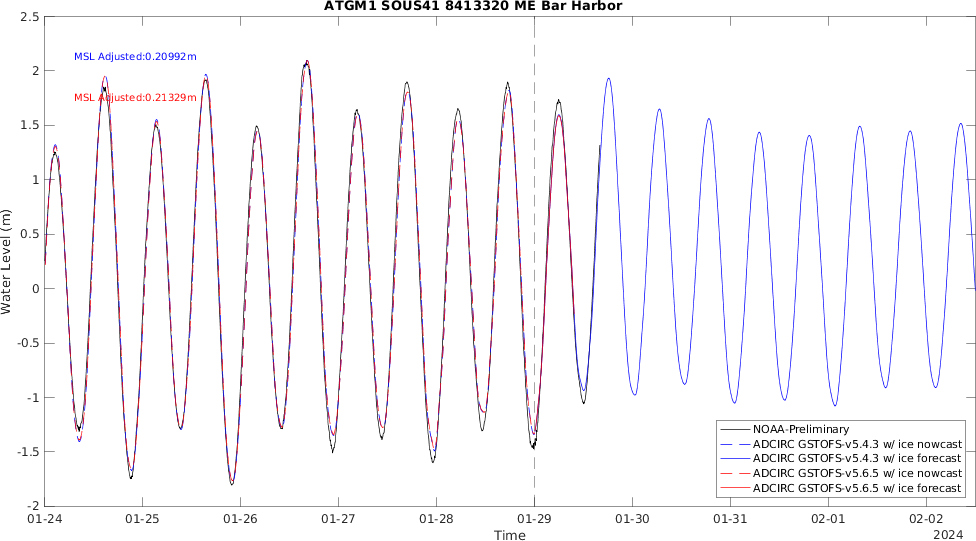 ATGM1 SOUS41 8413320 ME Bar Harbor
2.5
2
1.5
1
0.5
0
-0.5
-1
-1.5
-2
Water Level (m)
MSL Adjusted:0.20992m
MSL Adjusted:0.21329m
NOAA-Preliminary
ADCIRC GSTOFS-v5.4.3 w/ ice nowcast
ADCIRC GSTOFS-v5.4.3 w/ ice forecast
ADCIRC GSTOFS-v5.6.5 w/ ice nowcast
ADCIRC GSTOFS-v5.6.5 w/ ice forecast
01-24 01-25 01-26 01-27 01-28 01-29 01-30 01-31 02-01 02-02
Time
2024